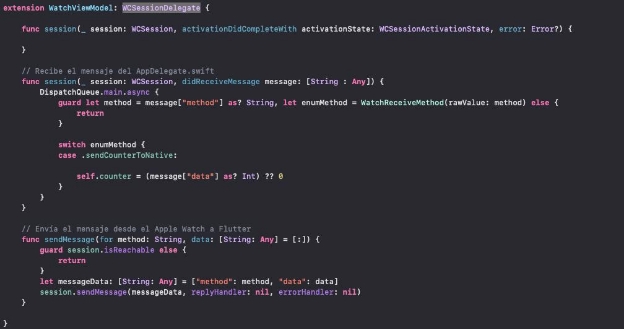 extension WatchViewModel: WCSessionDelegate {
func session(_ session: WCSession, activationDidCompleteWith activationState: WCSessionActivationState, error: Error?) {
}
// Recibe el mensaje del AppDelegate.swift
func session(_ session: WCSession, didReceiveMessage message: [String : Any]) {
DispatchQueue.main.async {
guard let method = message["method"] as? String, let enumMethod = WatchReceiveMethod(rawValue: method) else {
return
}
switch enumMethod {
case .sendCounterToNative:
self.counter = (message["data"] as? Int) ?? 0
}
}
}
// Envia el mensaje desde el Apple Watch a Flutter
func sendMessage(for method: String, data: [String: Any] = [:]) {
guard session.isReachable else {
return
}
let messageData: [String: Any] = ["method": method, "data": data]
session.sendMessage(messageData, replyHandler: nil, errorHandler: nil)
}
}